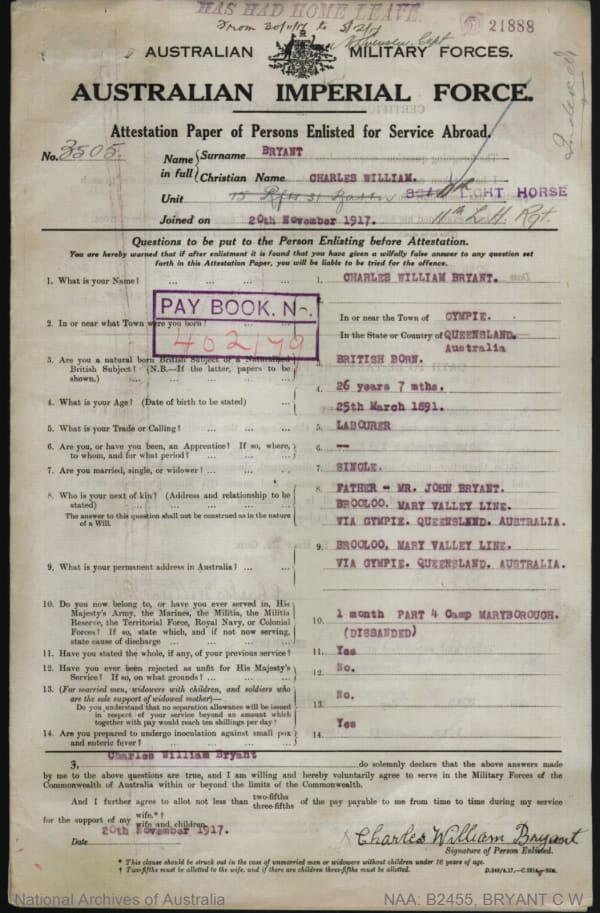 HAS HAD HOME LEAVE
From 30/11/17 to
21888
AUSTRALIAN MILITARY FORCES.
AUSTRALIAN IMPERIAL FORCE.
Attestation Paper of Persons Enlisted for Service Abroad.
No. 3505.
Name in full { Surname BRYANT
Christian Name CHARLES WILLIAM.
Unit LIGHT HORSE
11th L.H. Rgt.
Joined on 20th November 1917.
Questions to be put to the Person Enlisting before Attestation.
You are hereby warned that if after enlistment it is found that you have given a wilfully false answer to any question set
forth in this Attestation Paper, you will be liable to be tried for the offence.
1. What is your Name? ... ... ... 1. CHARLES WILLIAM BRYANT.
PAY BOOK. No.
402179
2. In or near what Town were you born? In or near the Town of GYMPIE.
In the State or Country of QUEENSLAND.
Australia
3. Are you a natural born British Subject or a Naturalized
British Subject? (N.B.—If the latter, papers to be
shown.) BRITISH BORN.
4. What is your Age? (Date of birth to be stated) ... 4. 26 years 7 mths.
25th March 1891.
5. What is your Trade or Calling? ... ... ... 5. LABOURER
6. Are you, or have you been, an Apprentice? If so, where,
to whom, and for what period? ... ... 6. --
7. Are you married, single, or widower? ... 7. SINGLE.
8. Who is your next of kin? (Address and relationship to be
stated)
The answer to this question shall not be construed as in the nature
of a Will.
8. FATHER - MR. JOHN BRYANT.
BROOLOO, MARY VALLEY LINE.
VIA GYMPIE. QUEENSLAND. AUSTRALIA.
9. What is your permanent address in Australia? ... ... 9. BROOLOO, MARY VALLEY LINE.
VIA GYMPIE. QUEENSLAND. AUSTRALIA.
10. Do you now belong to, or have you ever served in, His
Majesty's Army, the Marines, the Militia, the Militia
Reserve, the Territorial Force, Royal Navy, or Colonial
Forces? If so, state which, and if not now serving,
state cause of discharge ... ... ...
10. 1 month PART 4 Camp MARYBOROUGH.
(DISBANDED)
11. Have you stated the whole, if any, of your previous service? 11. Yes
12. Have you ever been rejected as unfit for His Majesty's
Service? If so, on what grounds? ... ... 12. No.
13. (For married men, widowers with children, and soldiers who
are the sole support of widowed mother)—
Do you understand that no separation allowance will be issued
in respect of your service beyond an amount which
together with pay would reach ten shillings per day? 13. No.
14. Are you prepared to undergo inoculation against small pox
and enteric fever? ... ... ... 14. Yes
I, Charles William Bryant do solemnly declare that the above answers made
by me to the above questions are true, and I am willing and hereby voluntarily agree to serve in the Military Forces of the
Commonwealth of Australia within or beyond the limits of the Commonwealth.
And I further agree to allot not less than two-fifths three-fifths of the pay payable to me from time to time during my service
for the support of my wife.*† wife and children.
Date 20th November 1917.
Charles William Bryant
Signature of Person Enlisted.
* This clause should be struck out in the case of unmarried men or widowers without children under 16 years of age.
† Two-fifths must be allotted to the wife, and if there are children three-fifths must be allotted.
National Archives of Australia
NAA: B2455, BRYANT C W